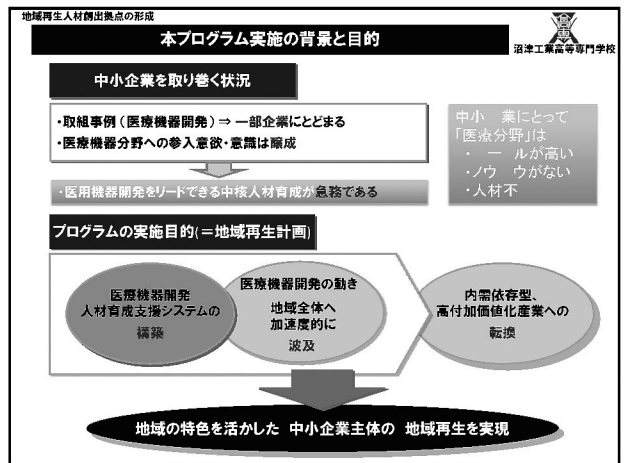 地域再生人材創出拠点の形成
本プログラム実施の背景と目的
沼津工業高等専門学校
中小企業を取り巻く状況
・取組事例(医療機器開発)⇒一部企業にとどまる
・医療機器分野への参入意欲・意識は醸成
・医用機器開発をリードできる中核人材育成が急務である
中小 業にとって
「医療分野」は
・ ー ルが高い
・ノウ ウがない
・人材不
プログラムの実施目的(=地域再生計画)
医療機器開発
人材育成支援システムの
構築
医療機器開発の動き
地域全体へ
加速度的に
波及
内需依存型、
高付加価値化産業への
転換
地域の特色を活かした 中小企業主体の 地域再生を実現